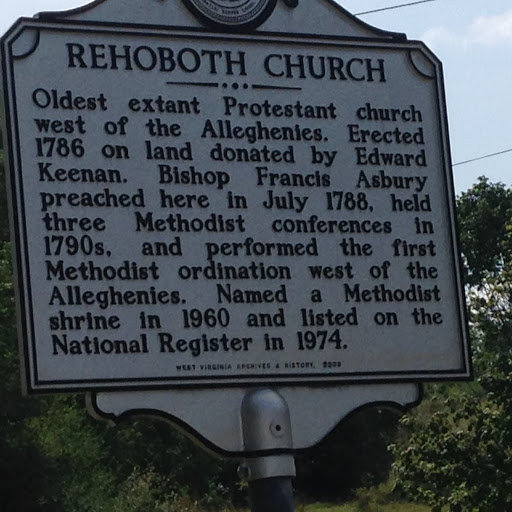 REHOBOTH CHURCH
Oldest extant Protestant church
west of the Alleghenies. Erected
1786 on land donated by Edward
Keenan. Bishop Francis Asbury
preached here in July 1788, held
three Methodist conferences in
1790s, and performed the first
Methodist ordination west of the
Alleghenies. Named a Methodist
shrine in 1960 and listed on the
National Register in 1974.
WEST VIRGINIA ARCHIVES & HISTORY,